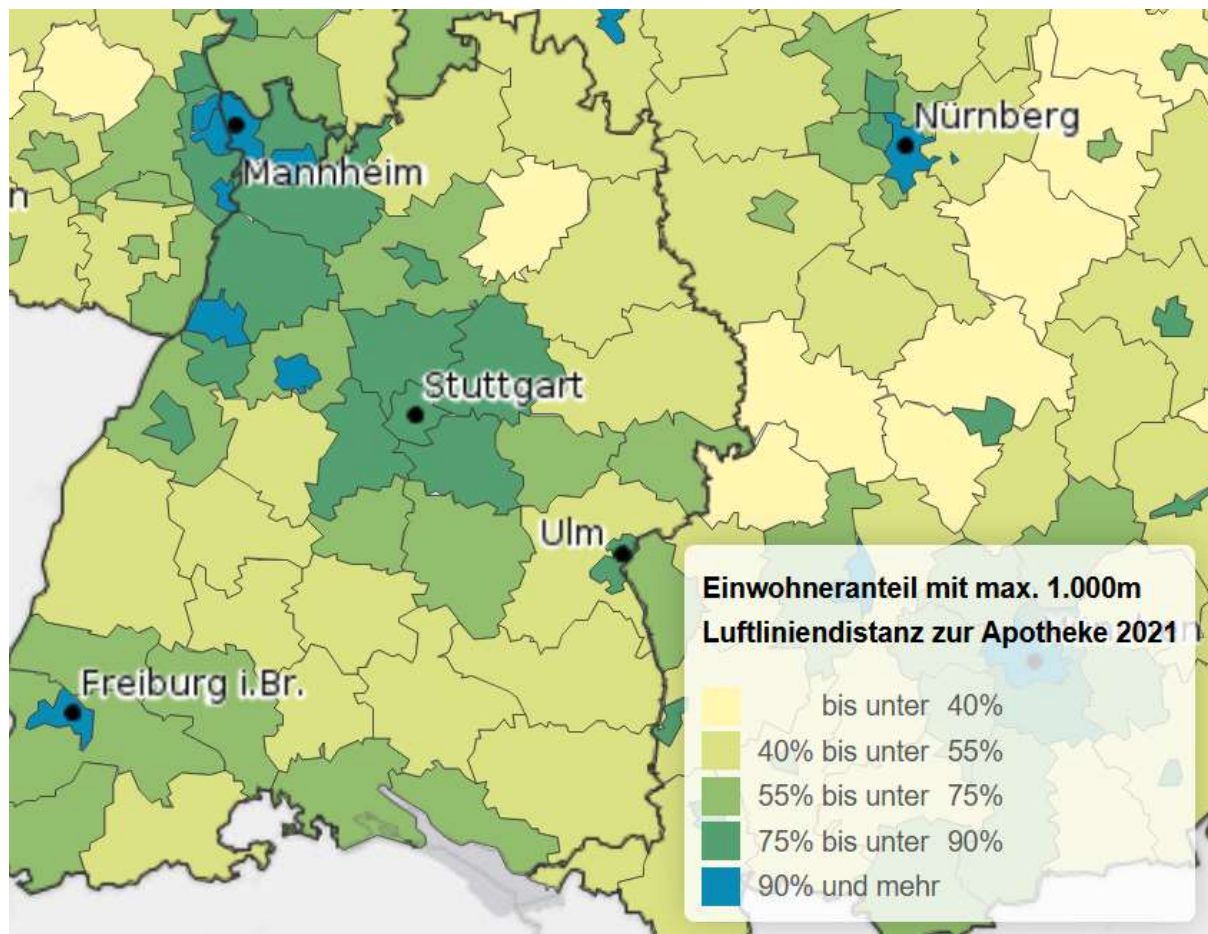 Nürnberg
Mannheim
n
Stuttgart
Ulm
Freiburg i.Br.
Einwohneranteil mit max. 1.000m
Luftliniendistanz zur Apotheke 2021
bis unter 40%
40% bis unter 55%
55% bis unter 75%
75% bis unter 90%
90% und mehr